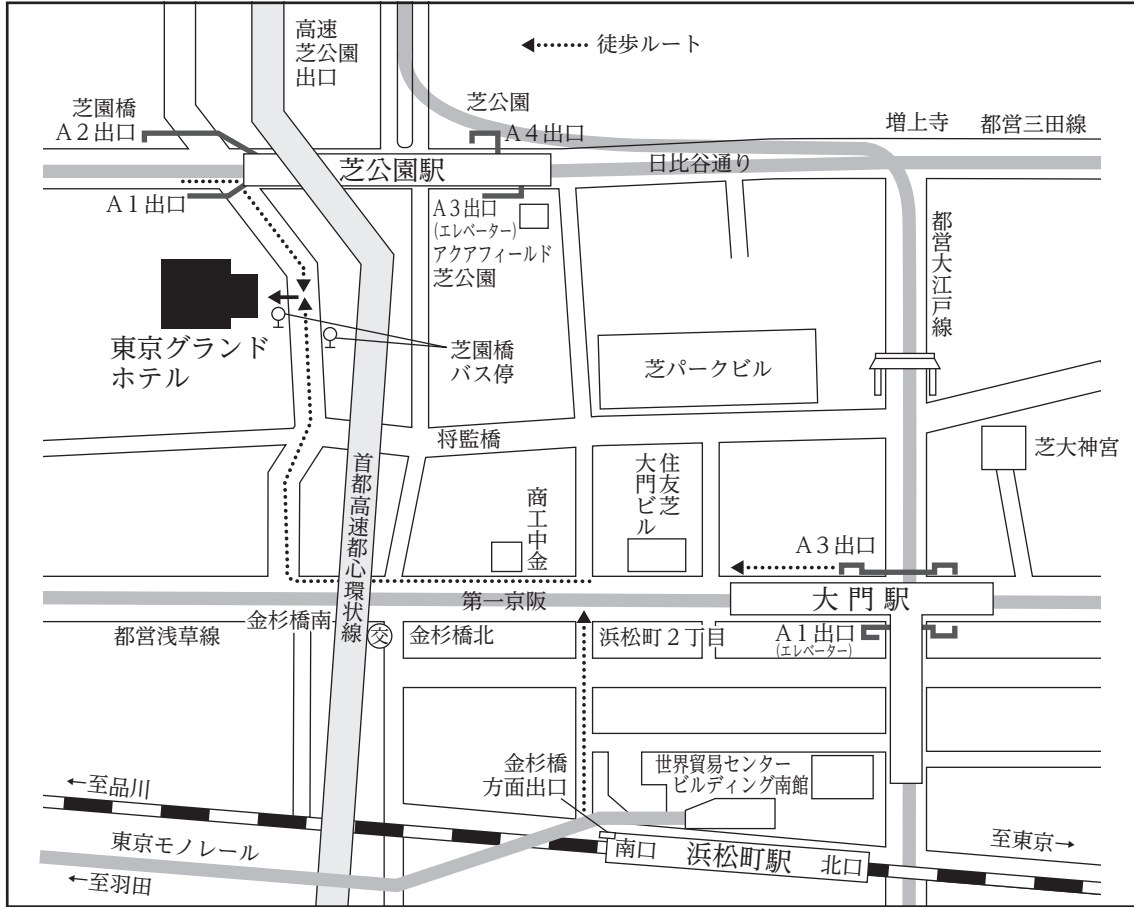 高速
芝公園
出口
徒歩ルート
芝園橋
A2出口
芝公園
A4出口
増上寺
都営三田線
日比谷通り
芝公園駅
A1出口
A3出口
(エレベーター)
アクアフィールド
芝公園
都営大江戸線
東京グランド
ホテル
芝園橋
バス停
芝パークビル
将監橋
芝大神宮
首都高速都心環状線
商工中金
住友芝
大門ビル
A3出口
大門駅
第一京阪
都営浅草線
金杉橋南
交
金杉橋北
浜松町2丁目
A1出口
(エレベーター)
金杉橋
方面出口
世界貿易センター
ビルディング南館
←至品川
東京モノレール
←至羽田
南口
浜松町駅
北口
至東京→